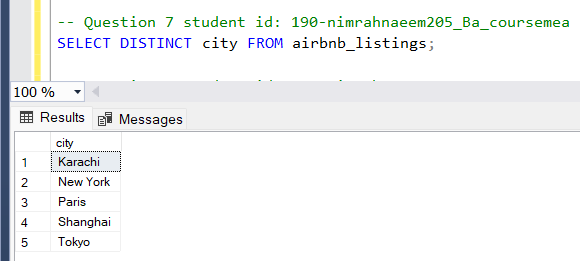 -- Question 7 student id: 190-nimrahnaeem205_Ba_coursemea
SELECT DISTINCT city FROM airbnb_listings;
100 %
Results Messages
city
1 Karachi
2 New York
3 Paris
4 Shanghai
5 Tokyo